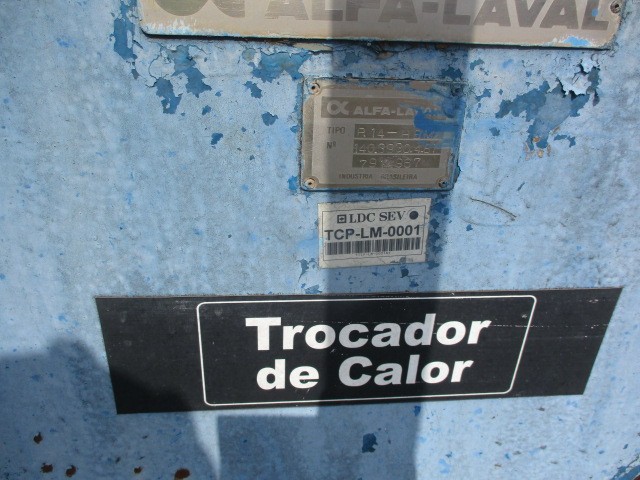 ALFA-LAVAL
ALFA-LAVAL
TIPO
Nº
INDUSTRIA BRASILEIRA
LDC SEV
TCP-LM-0001
Trocador
de Calor